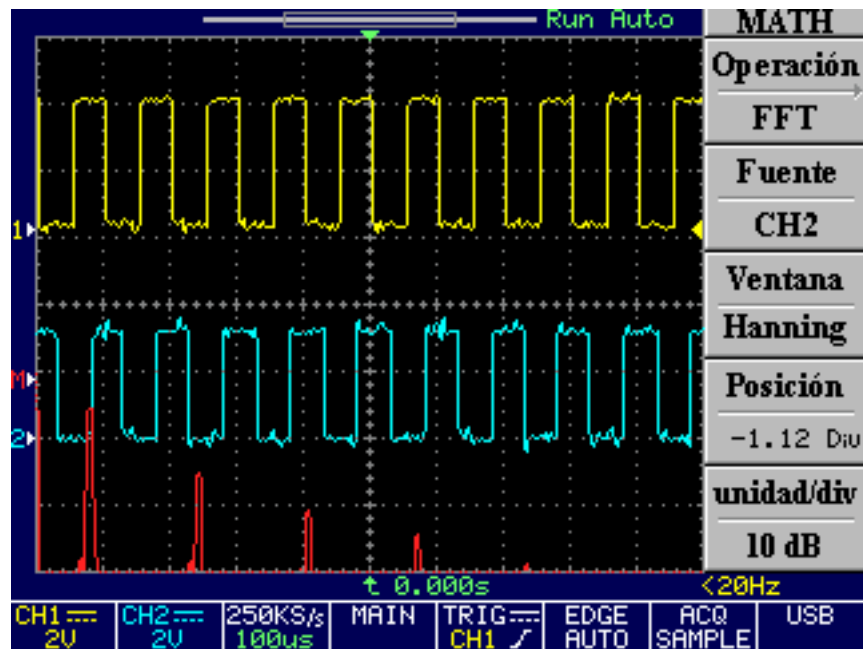 Run Auto
MATH
Operación
FFT
Fuente
CH2
Ventana
Hanning
Posición
-1.12 Div
unidad/div
10 dB
1
M
2
0.000s
<20Hz
CH1 CH2 250KS/s MAIN TRIG EDGE ACQ USB
2V 2V 100us CH1 AUTO SAMPLE